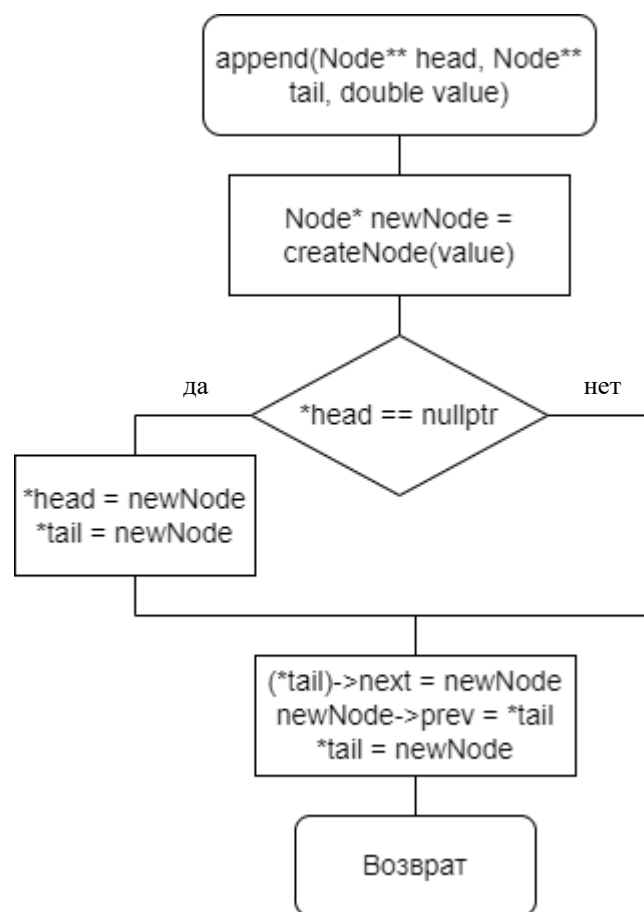 append(Node** head, Node**
tail, double value)
Node* newNode =
createNode(value)
*head == nullptr
да
нет
*head = newNode
*tail = newNode
(*tail)->next = newNode
newNode->prev = *tail
*tail = newNode
Возврат